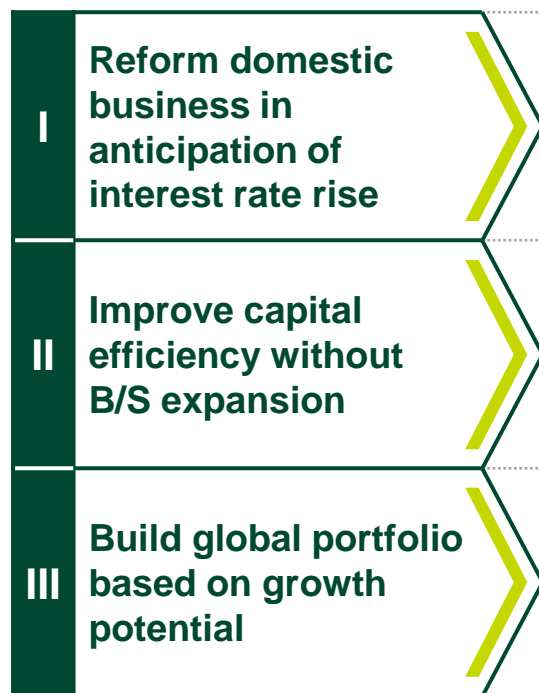 I
Reform domestic
business in
anticipation of
interest rate rise
II
Improve capital
efficiency without
B/S expansion
III
Build global portfolio
based on growth
potential